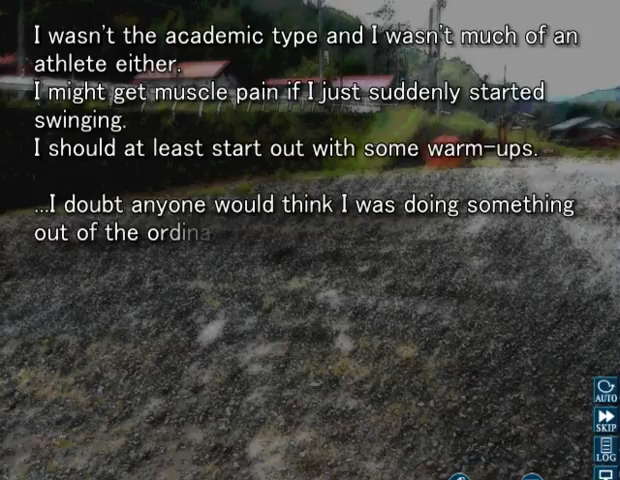 I wasn't the academic type and I wasn't much of an
athlete either.
I might get muscle pain if I just suddenly started
swinging.
I should at least start out with some warm-ups.
...I doubt anyone would think I was doing something
out of the ordina
AUTO
SKIP
LOG